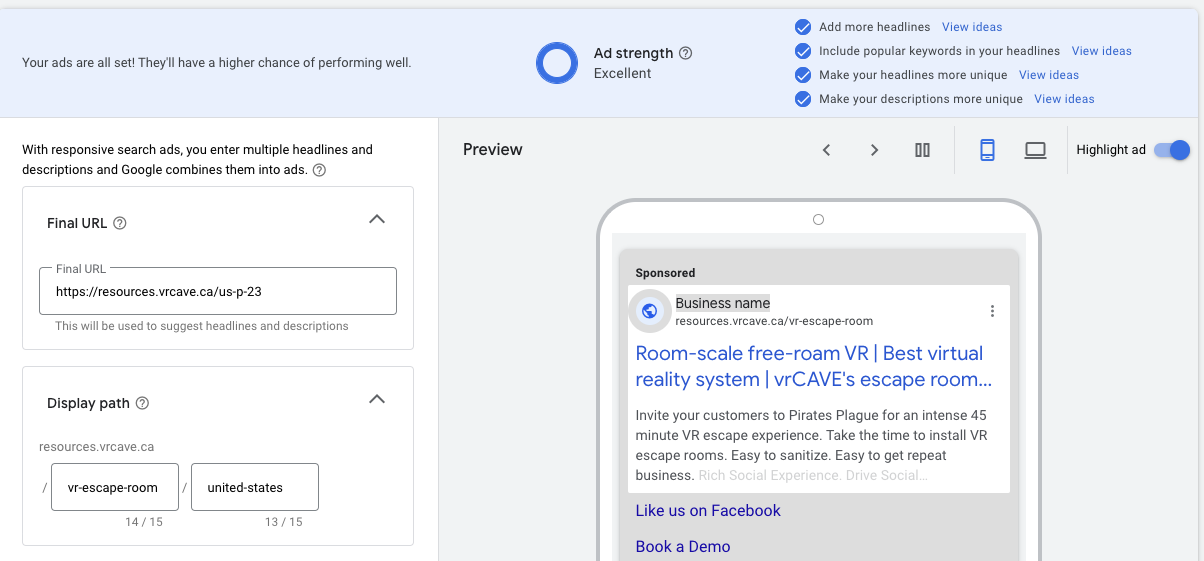 Your ads are all set! They'll have a higher chance of performing well.
Ad strength
Excellent
Add more headlines View ideas
Include popular keywords in your headlines View ideas
Make your headlines more unique View ideas
Make your descriptions more unique View ideas
With responsive search ads, you enter multiple headlines and
descriptions and Google combines them into ads.
Final URL
Final URL
https://resources.vrcave.ca/us-p-23
This will be used to suggest headlines and descriptions
Display path
resources.vrcave.ca
/ vr-escape-room / united-states
14 / 15 13 / 15
Preview
Highlight ad
Sponsored
Business name
resources.vrcave.ca/vr-escape-room
Room-scale free-roam VR | Best virtual
reality system | vrCAVE's escape room...
Invite your customers to Pirates Plague for an intense 45
minute VR escape experience. Take the time to install VR
escape rooms. Easy to sanitize. Easy to get repeat
business. Rich Social Experience. Drive Social...
Like us on Facebook
Book a Demo